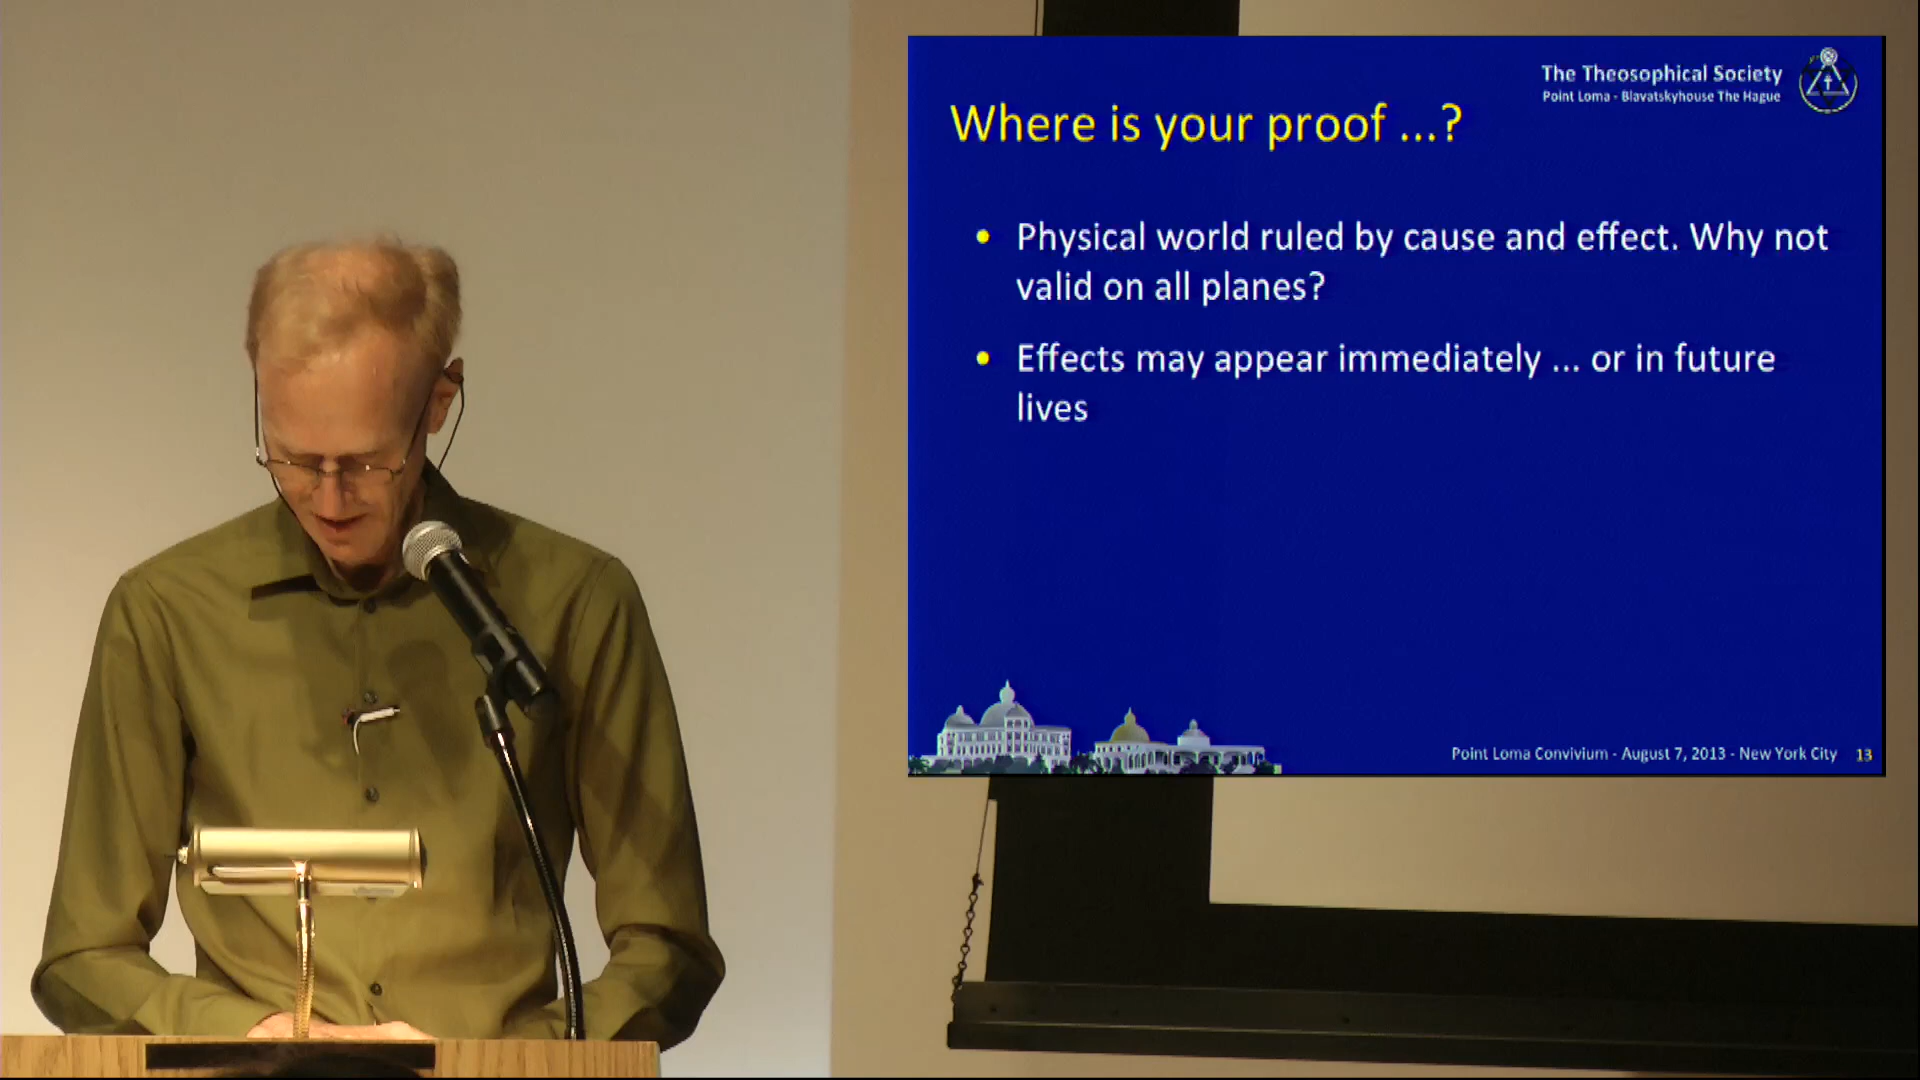 The Theosophical Society
Point Loma - Blavatskyhouse The Hague
Where is your proof ...?
• Physical world ruled by cause and effect. Why not
valid on all planes?
• Effects may appear immediately ... or in future
lives
Point Loma Convivium - August 7, 2013 - New York City 13